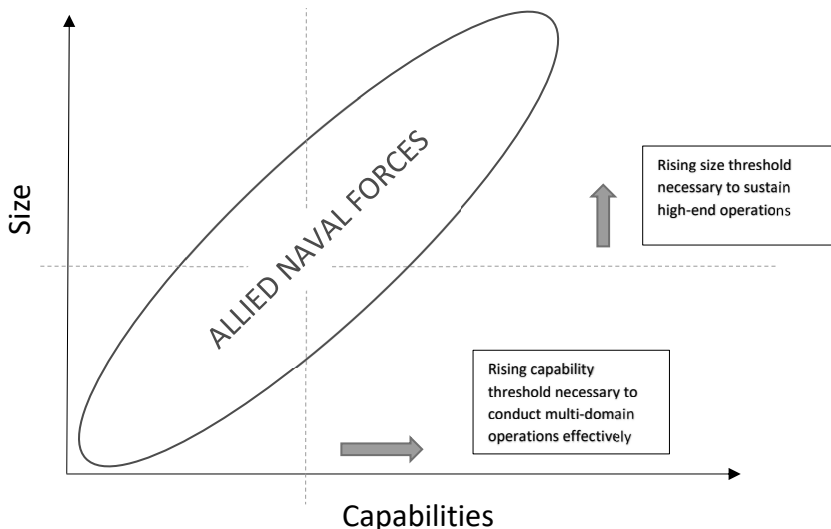 Size
ALLIED NAVAL FORCES
Rising size threshold
necessary to sustain
high-end operations
Rising capability
threshold necessary to
conduct multi-domain
operations effectively
Capabilities